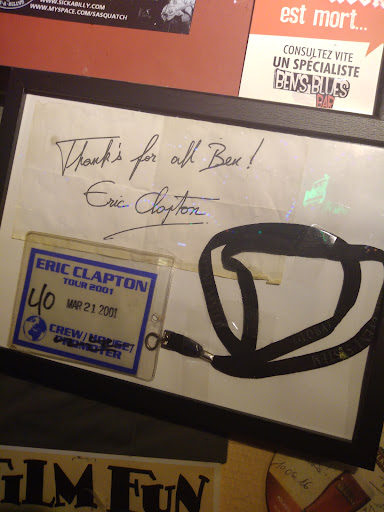 WWW.SICKABILLY.COM
WWW.MYSPACE.COM/SASQUATCH
est mort...
CONSULTEZ VITE
UN SPÉCIALISTE
BEN'S BLUES
BAR
Thank's for all Ben!
Eric Clapton
ERIC CLAPTON
TOUR 2001
40
MAR 21 2001
CREW/HOUSE/
PROMOTER
FILM FUN